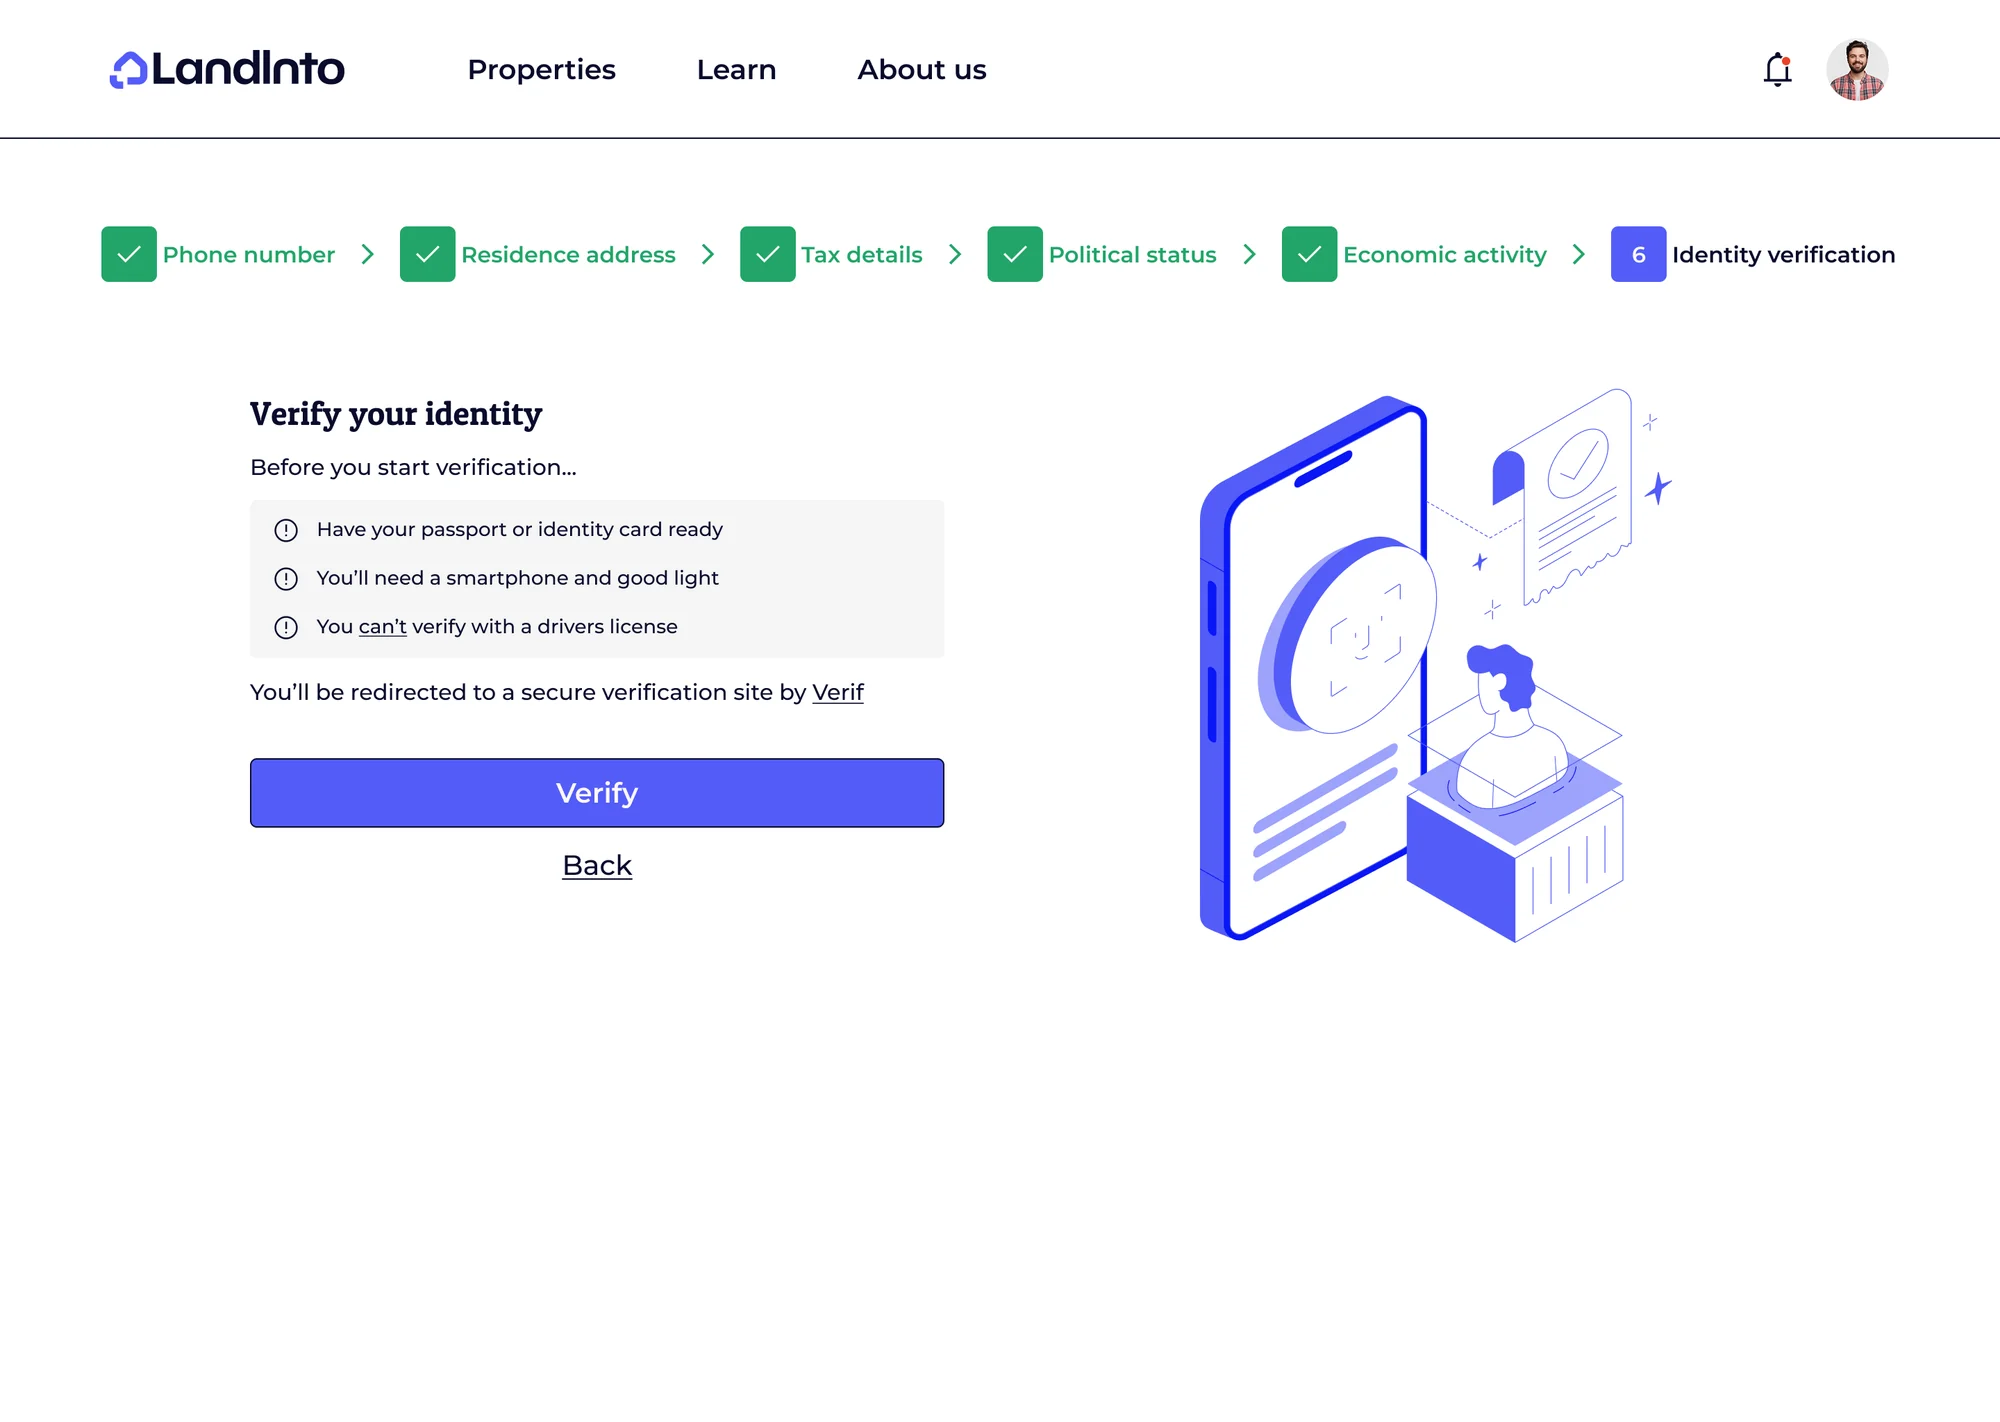 LandInto
Properties
Learn
About us
Phone number
Residence address
Tax details
Political status
Economic activity
6
Identity verification
Verify your identity
Before you start verification...
Have your passport or identity card ready
You’ll need a smartphone and good light
You can’t verify with a drivers license
You’ll be redirected to a secure verification site by Verif
Verify
Back